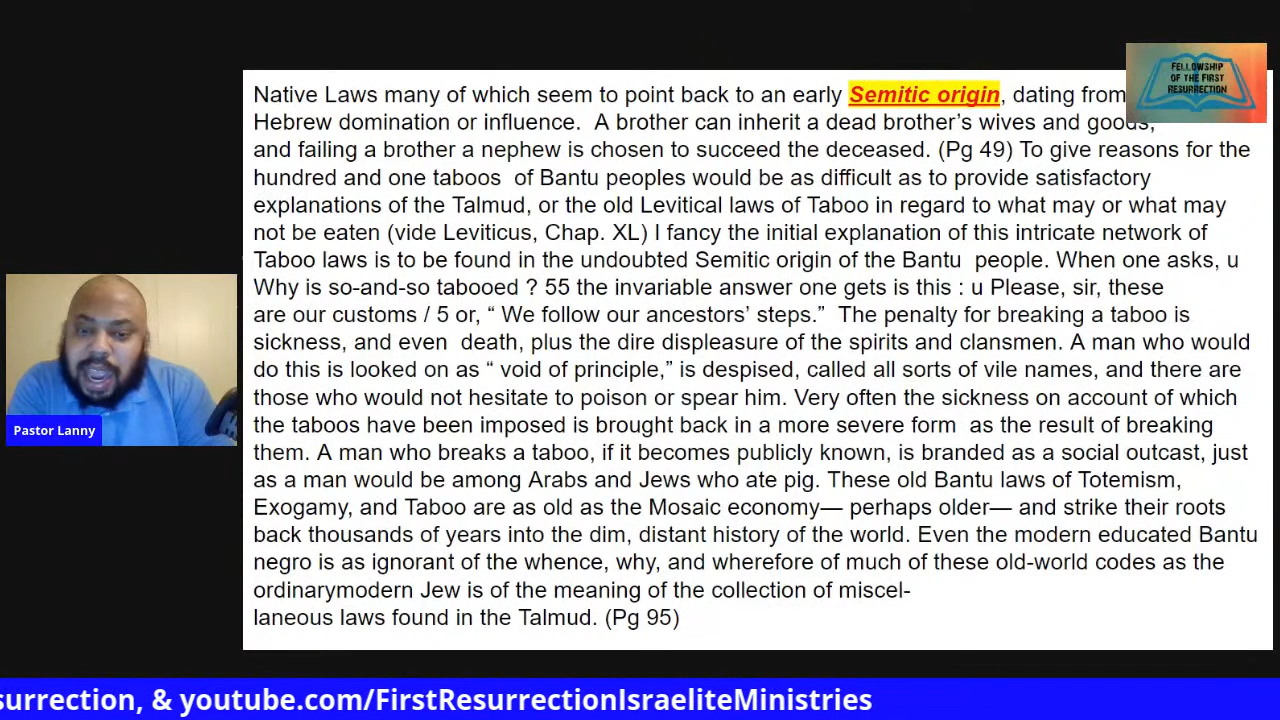 FELLOWSHIP
OF THE FIRST
RESURRECTION
Native Laws many of which seem to point back to an early Semitic origin, dating from
Hebrew domination or influence.  A brother can inherit a dead brother’s wives and goods,
and failing a brother a nephew is chosen to succeed the deceased. (Pg 49) To give reasons for the
hundred and one taboos  of Bantu peoples would be as difficult as to provide satisfactory
explanations of the Talmud, or the old Levitical laws of Taboo in regard to what may or what may
not be eaten (vide Leviticus, Chap. XL) I fancy the initial explanation of this intricate network of
Taboo laws is to be found in the undoubted Semitic origin of the Bantu  people. When one asks, u
Why is so-and-so tabooed ? 55 the invariable answer one gets is this : u Please, sir, these
are our customs / 5 or, “ We follow our ancestors’ steps.”  The penalty for breaking a taboo is
sickness, and even  death, plus the dire displeasure of the spirits and clansmen. A man who would
do this is looked on as “ void of principle,” is despised, called all sorts of vile names, and there are
those who would not hesitate to poison or spear him. Very often the sickness on account of which
the taboos have been imposed is brought back in a more severe form  as the result of breaking
them. A man who breaks a taboo, if it becomes publicly known, is branded as a social outcast, just
as a man would be among Arabs and Jews who ate pig. These old Bantu laws of Totemism,
Exogamy, and Taboo are as old as the Mosaic economy— perhaps older— and strike their roots
back thousands of years into the dim, distant history of the world. Even the modern educated Bantu
negro is as ignorant of the whence, why, and wherefore of much of these old-world codes as the
ordinarymodern Jew is of the meaning of the collection of miscel-
laneous laws found in the Talmud. (Pg 95)
Pastor Lanny
surrection, & youtube.com/FirstResurrectionIsraeliteMinistries